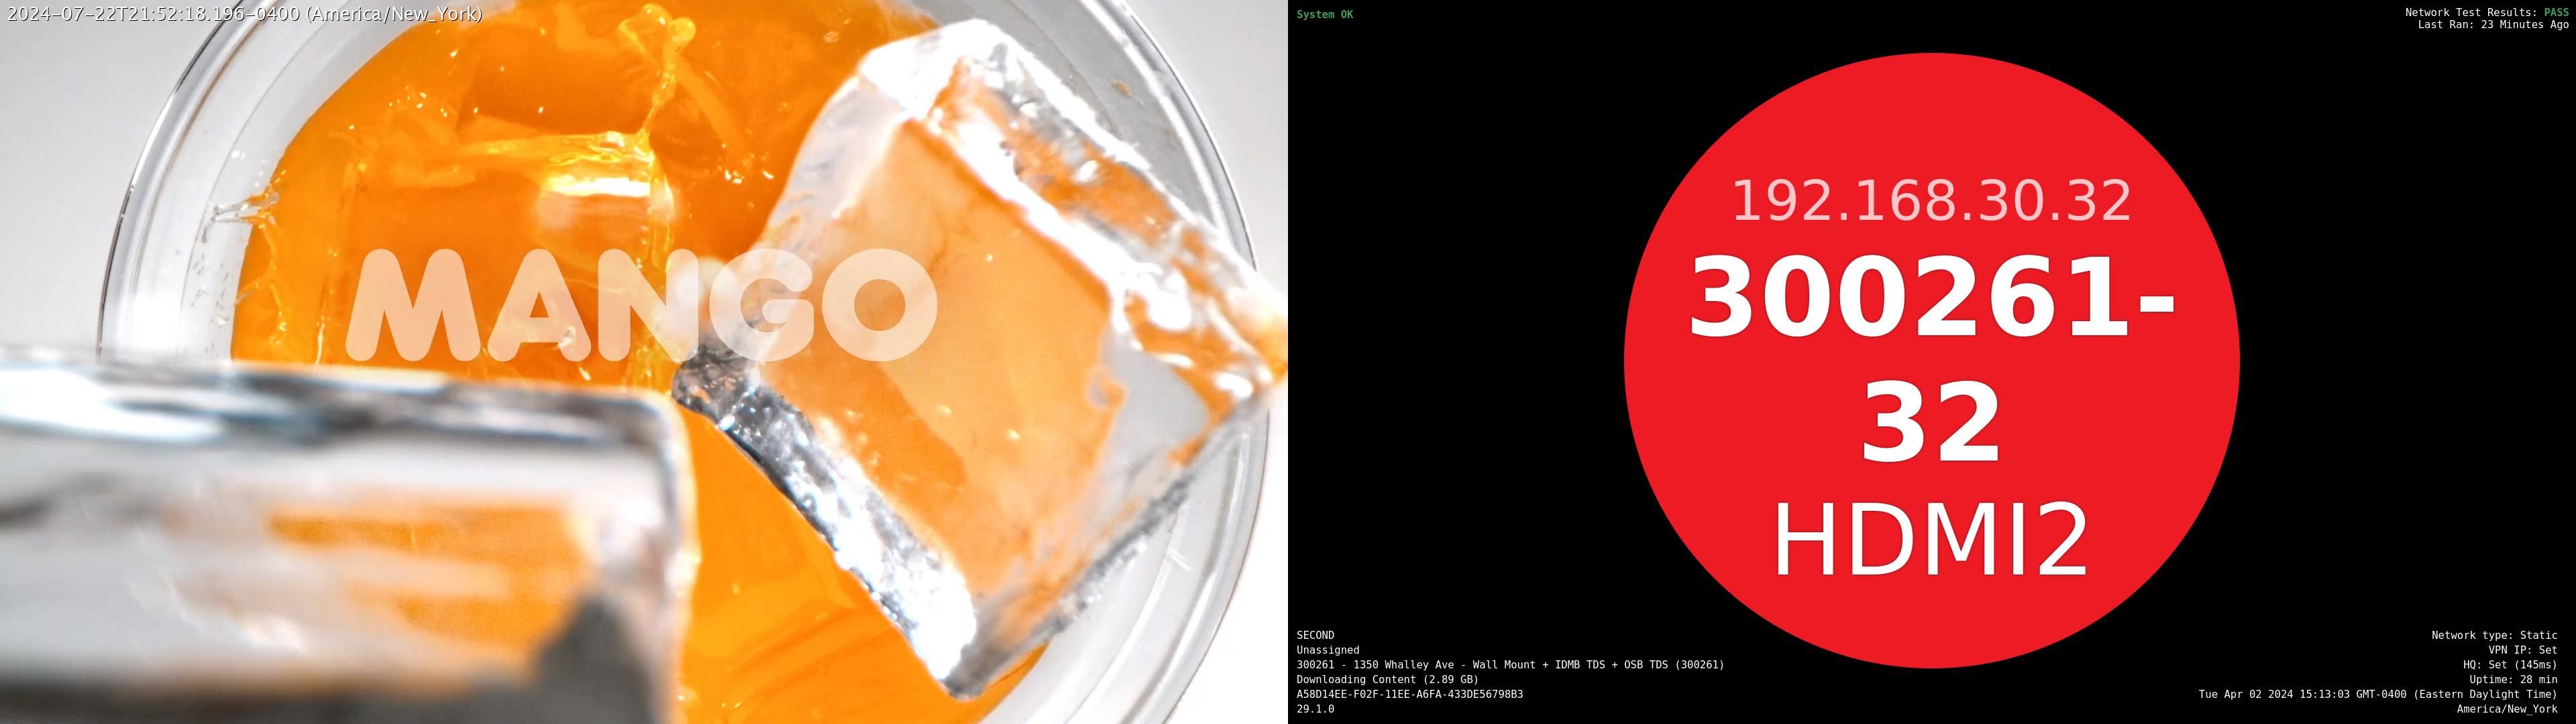 2024-07-22T21:52:18.196-0400 (America/New_York)
MANGO
System OK
Network Test Results: PASS
Last Ran: 23 Minutes Ago
192.168.30.32
300261-
32
HDMI2
SECOND
Unassigned
300261 - 1350 Whalley Ave - Wall Mount + IDMB TDS + OSB TDS (300261)
Downloading Content (2.89 GB)
A58D14EE-F02F-11EE-A6FA-433DE56798B3
29.1.0
Network type: Static
VPN IP: Set
HQ: Set (145ms)
Uptime: 28 min
Tue Apr 02 2024 15:13:03 GMT-0400 (Eastern Daylight Time)
America/New_York